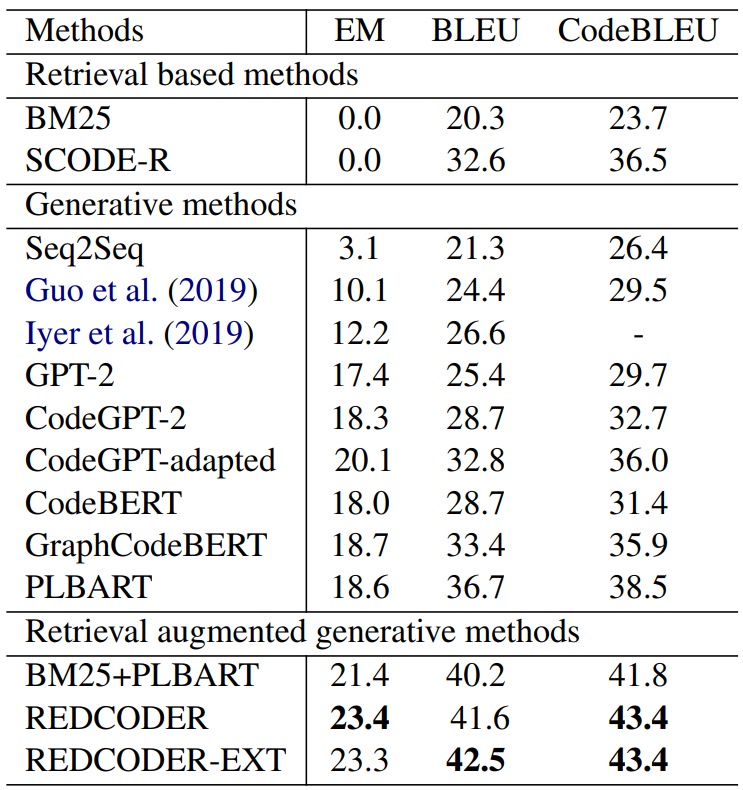 Methods EM BLEU CodeBLEU
Retrieval based methods
BM25 0.0 20.3 23.7
SCODE-R 0.0 32.6 36.5
Generative methods
Seq2Seq 3.1 21.3 26.4
Guo et al. (2019) 10.1 24.4 29.5
Iyer et al. (2019) 12.2 26.6 -
GPT-2 17.4 25.4 29.7
CodeGPT-2 18.3 28.7 32.7
CodeGPT-adapted 20.1 32.8 36.0
CodeBERT 18.0 28.7 31.4
GraphCodeBERT 18.7 33.4 35.9
PLBART 18.6 36.7 38.5
Retrieval augmented generative methods
BM25+PLBART 21.4 40.2 41.8
REDCODER 23.4 41.6 43.4
REDCODER-EXT 23.3 42.5 43.4